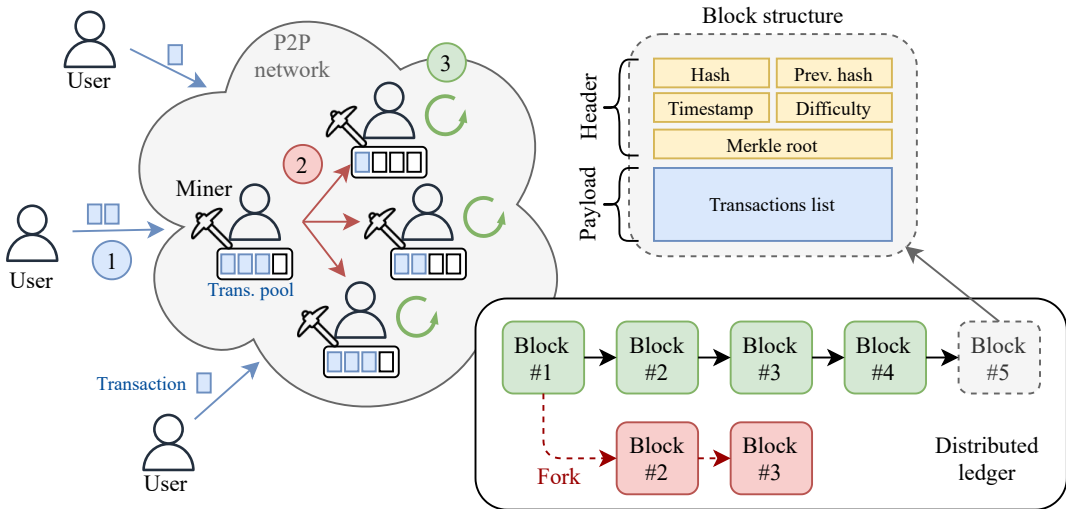 User
P2P
network
3
2
Miner
User
1
Trans. pool
Transaction
User
Block structure
Header
Hash
Prev. hash
Timestamp
Difficulty
Merkle root
Payload
Transactions list
Block
#1
Block
#2
Block
#3
Block
#4
Block
#5
Fork
Block
#2
Block
#3
Distributed
ledger